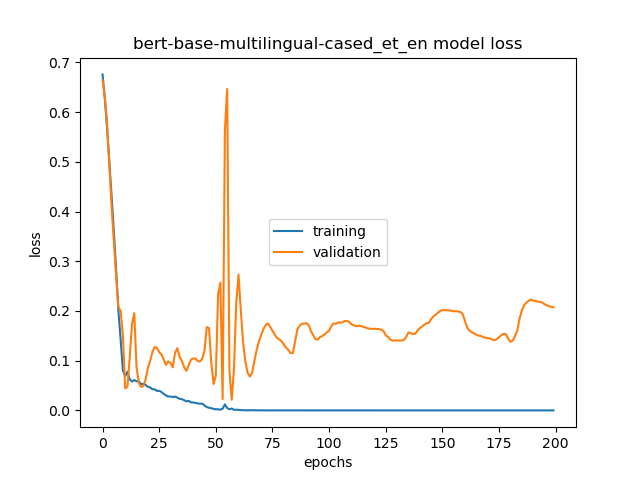 bert-base-multilingual-cased_et_en model loss
0.7
0.6
0.5
0.4
0.3
0.2
0.1
0.0
loss
training
validation
0 25 50 75 100 125 150 175 200
epochs